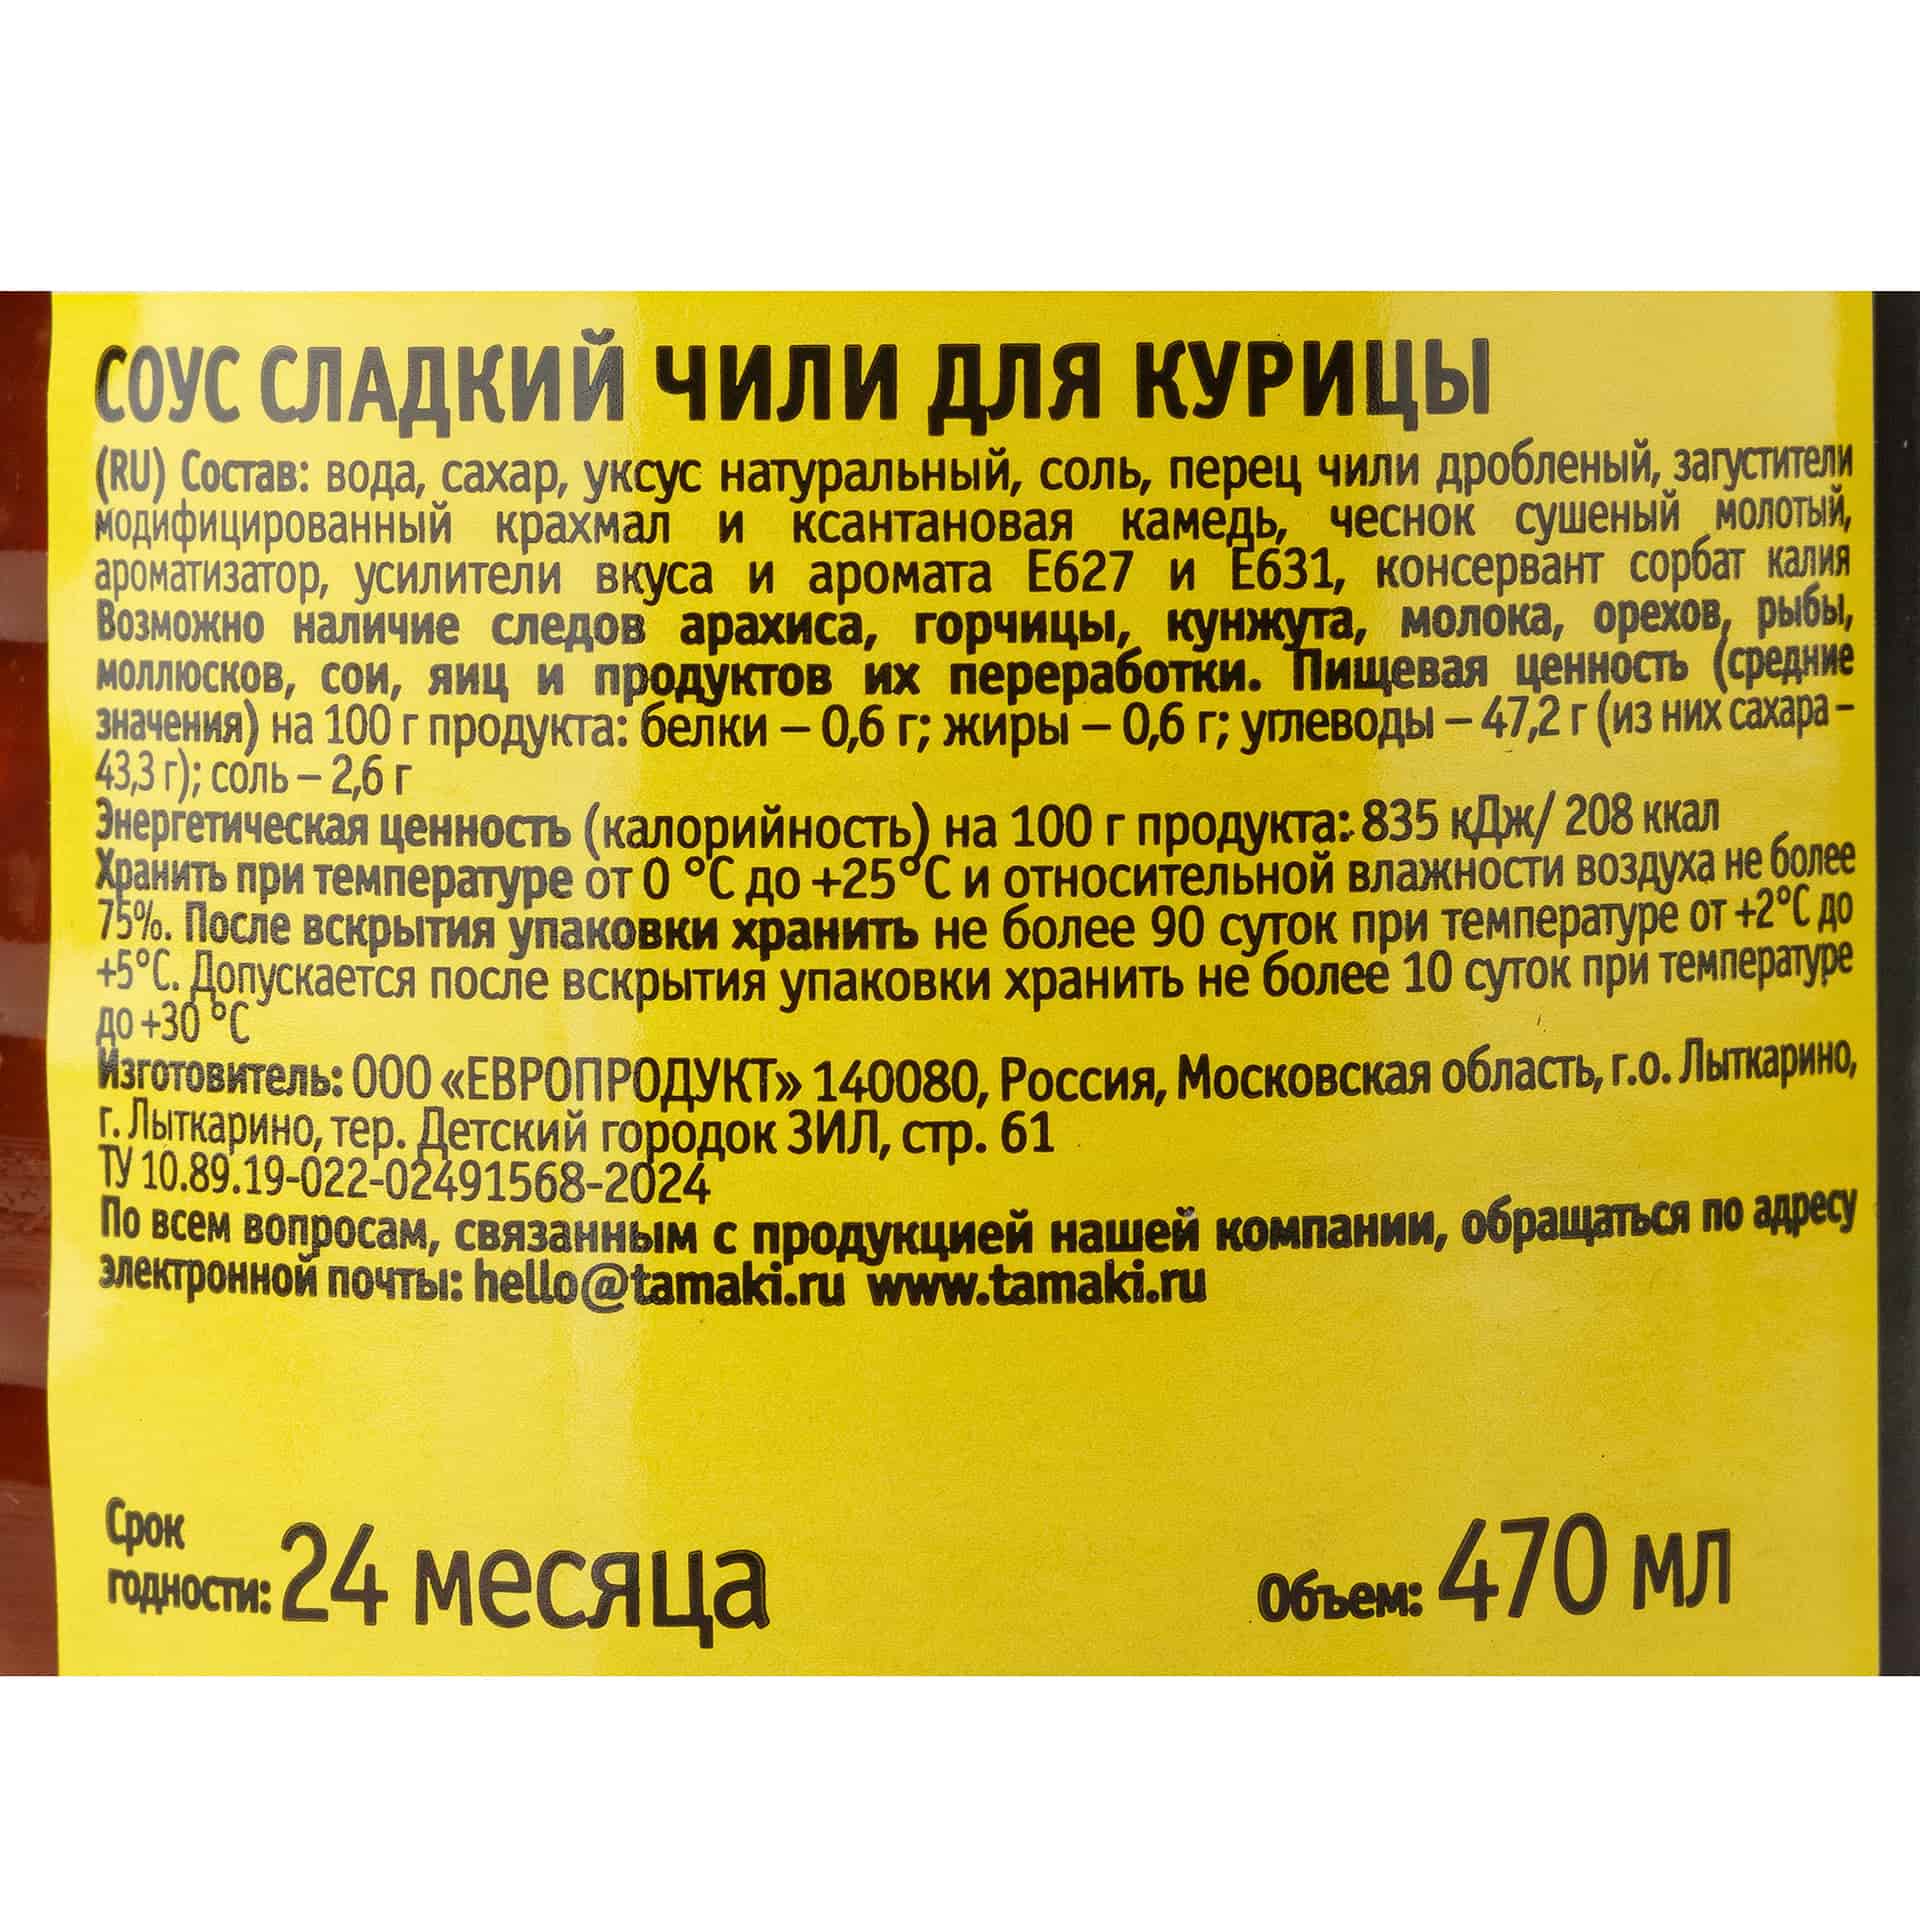 СОУС СЛАДКИЙ ЧИЛИ ДЛЯ КУРИЦЫ
(RU) Состав: вода, сахар, уксус натуральный, соль, перец чили дробленый, загустители
модифицированный крахмал и ксантановая камедь, чеснок сушеный молотый,
ароматизатор, усилители вкуса и аромата Е627 и Е631, консервант сорбат калия
Возможно наличие следов арахиса, горчицы, кунжута, молока, орехов, рыбы,
моллюсков, сои, яиц и продуктов их переработки. Пищевая ценность (средние
значения) на 100 г продукта: белки – 0,6 г; жиры – 0,6 г; углеводы – 47,2 г (из них сахара –
43,3 г); соль – 2,6 г
Энергетическая ценность (калорийность) на 100 г продукта: 835 кДж/ 208 ккал
Хранить при температуре от 0 °С до +25°С и относительной влажности воздуха не более
75%. После вскрытия упаковки хранить не более 90 суток при температуре от +2°С до
+5°С. Допускается после вскрытия упаковки хранить не более 10 суток при температуре
до +30 °С
Изготовитель: ООО «ЕВРОПРОДУКТ» 140080, Россия, Московская область, г.о. Лыткарино,
г. Лыткарино, тер. Детский городок ЗИЛ, стр. 61
ТУ 10.89.19-022-02491568-2024
По всем вопросам, связанным с продукцией нашей компании, обращаться по адресу
электронной почты: hello@tamaki.ru www.tamaki.ru
Срок
годности: 24 месяца
Объем: 470 мл